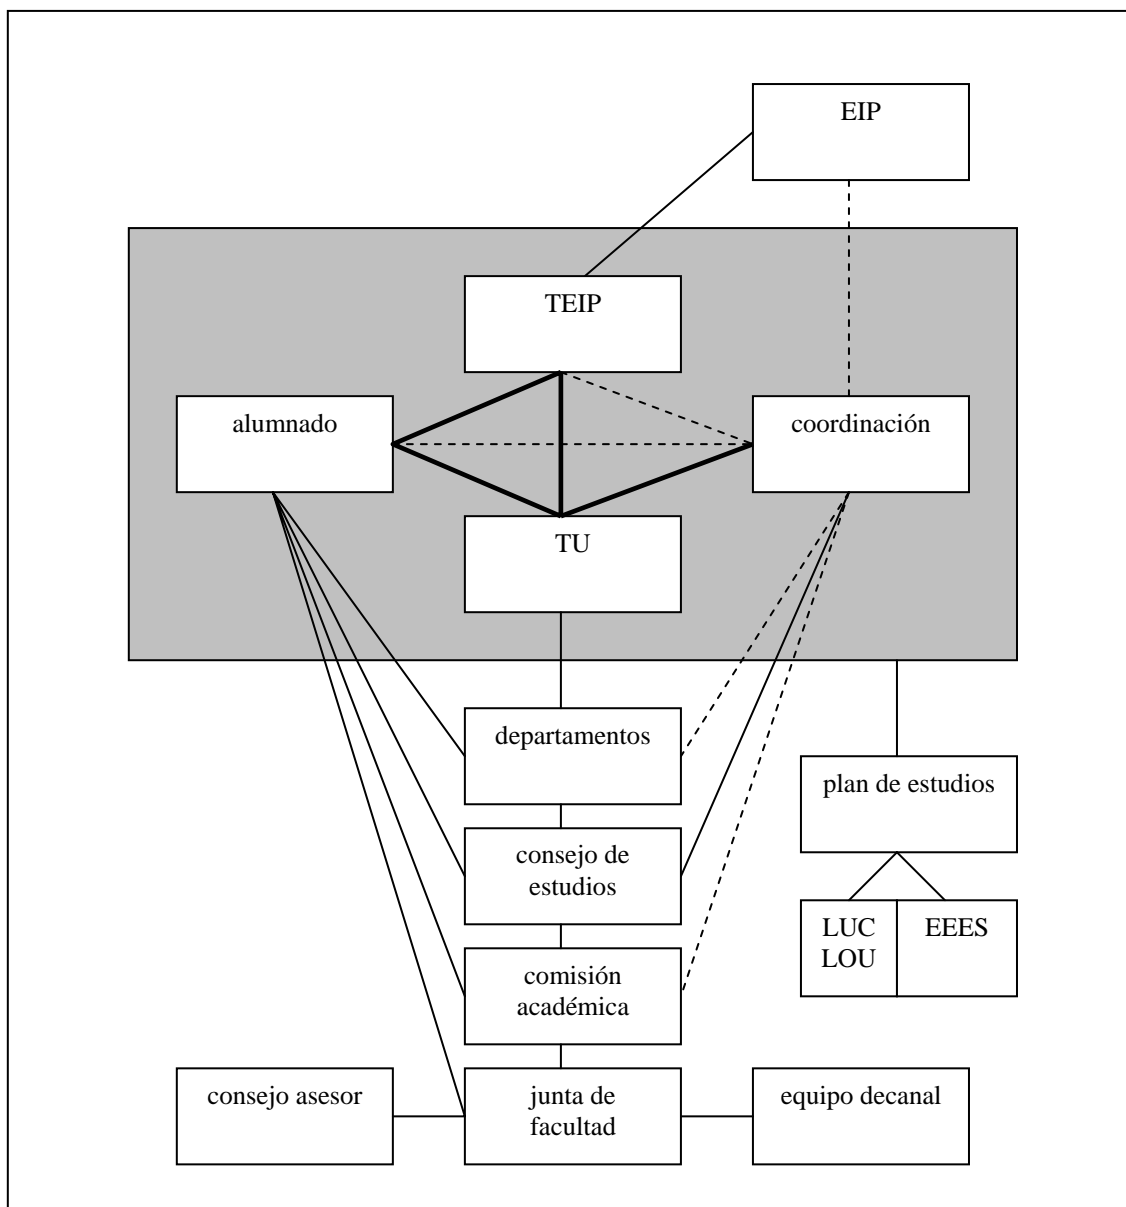 EIP
TEIP
alumnado
coordinación
TU
departamentos
plan de estudios
consejo de
estudios
LUC
LOU
EEES
comisión
académica
consejo asesor
junta de
facultad
equipo decanal